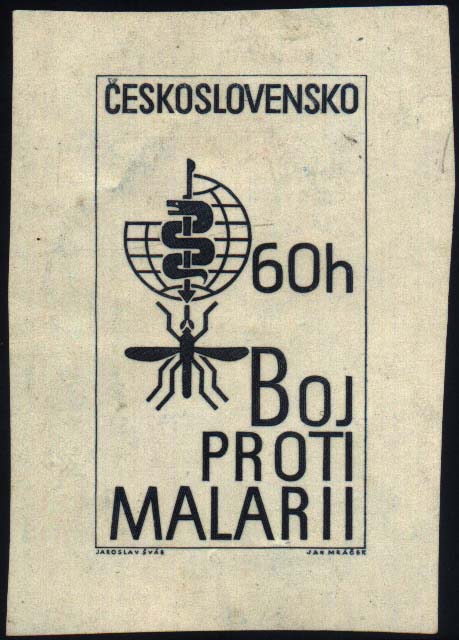 ČESKOSLOVENSKO
60h
BOJ
PROTI
MALARII
JAROSLAV ŠVÁB JAN MRÁČEK